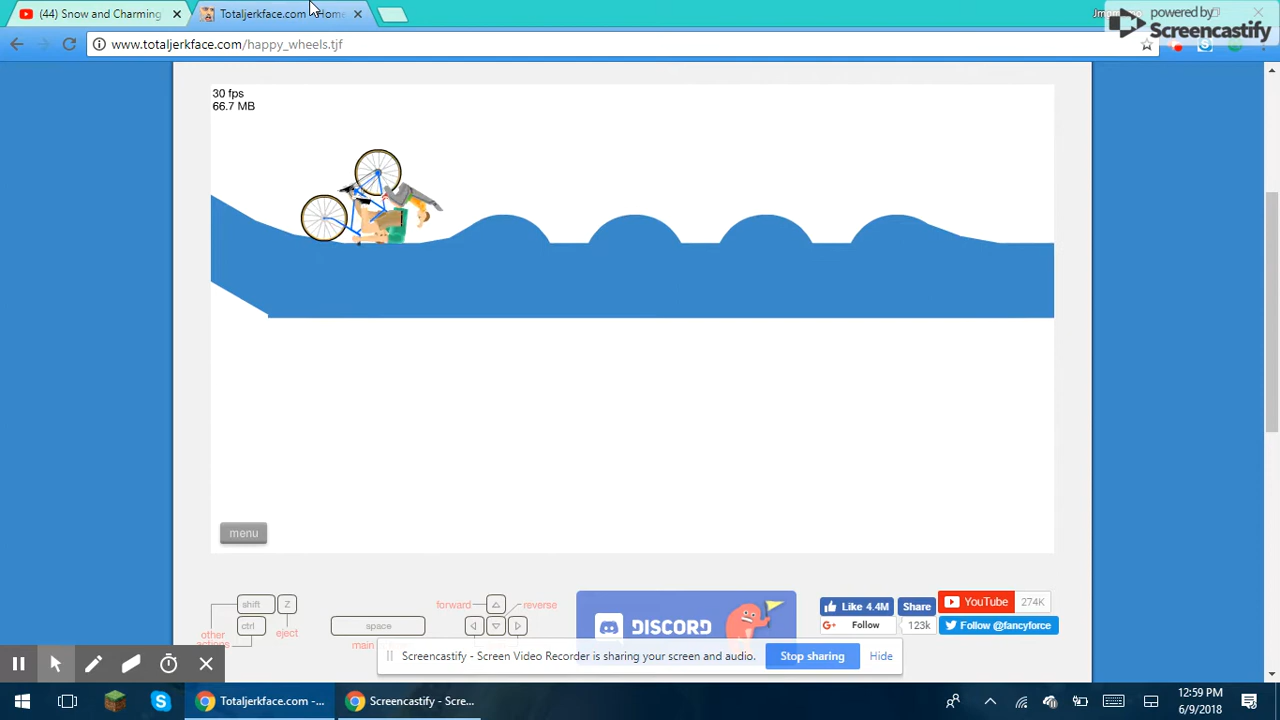 (44) Snow and Charming
Totaljerkface.com - Home
powered by
Screencastify
www.totaljerkface.com/happy_wheels.tjf
30 fps
66.7 MB
menu
shift
Z
ctrl
other
actions
eject
space
main
forward
reverse
DISCORD
Like 4.4M
Share
YouTube
274K
Follow
123k
Follow @fancyforce
Screencastify - Screen Video Recorder is sharing your screen and audio.
Stop sharing
Hide
Totaljerkface.com -...
Screencastify - Scre...
12:59 PM
6/9/2018